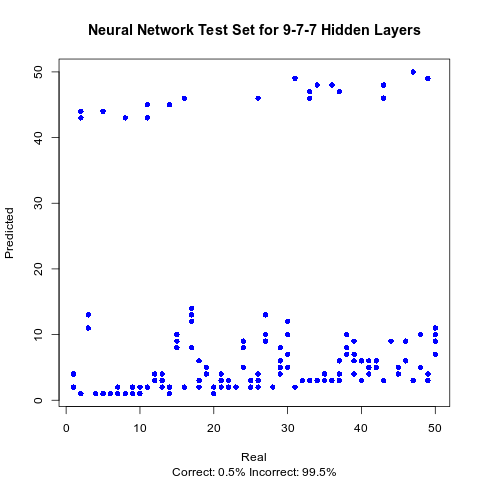 Neural Network Test Set for 9-7-7 Hidden Layers
Predicted
50
40
30
20
10
0
0 10 20 30 40 50
Real
Correct: 0.5% Incorrect: 99.5%